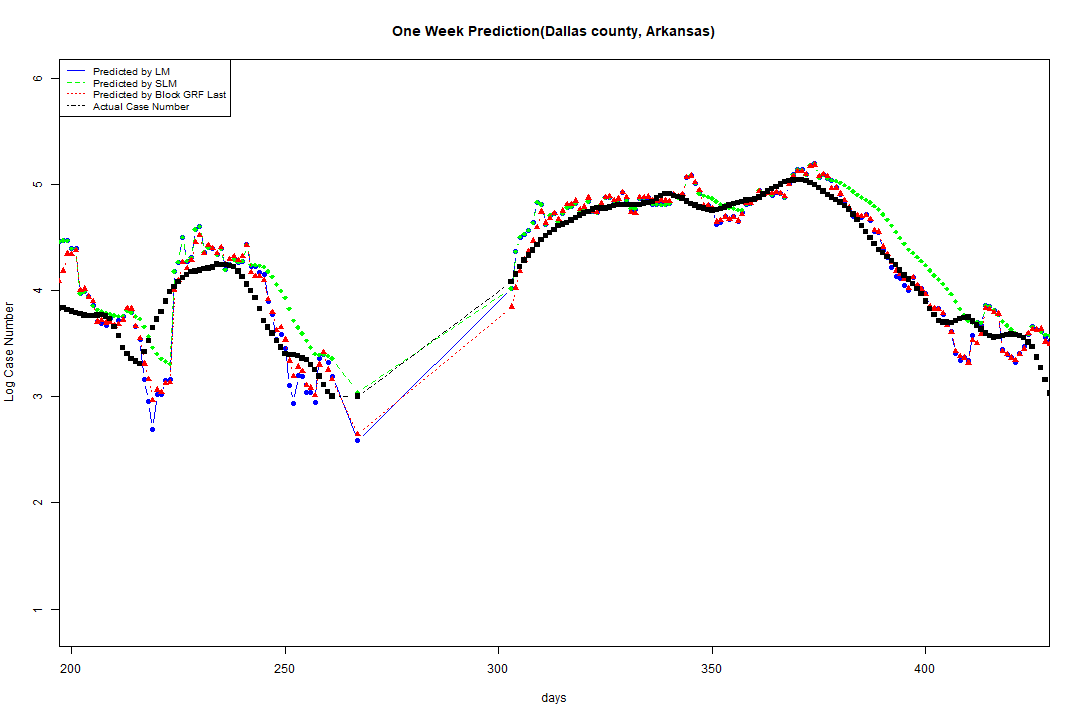 One Week Prediction(Dallas county, Arkansas)
Predicted by LM
Predicted by SLM
Predicted by Block GRF Last
Actual Case Number
6
5
4
3
2
1
Log Case Number
200 250 300 350 400
days